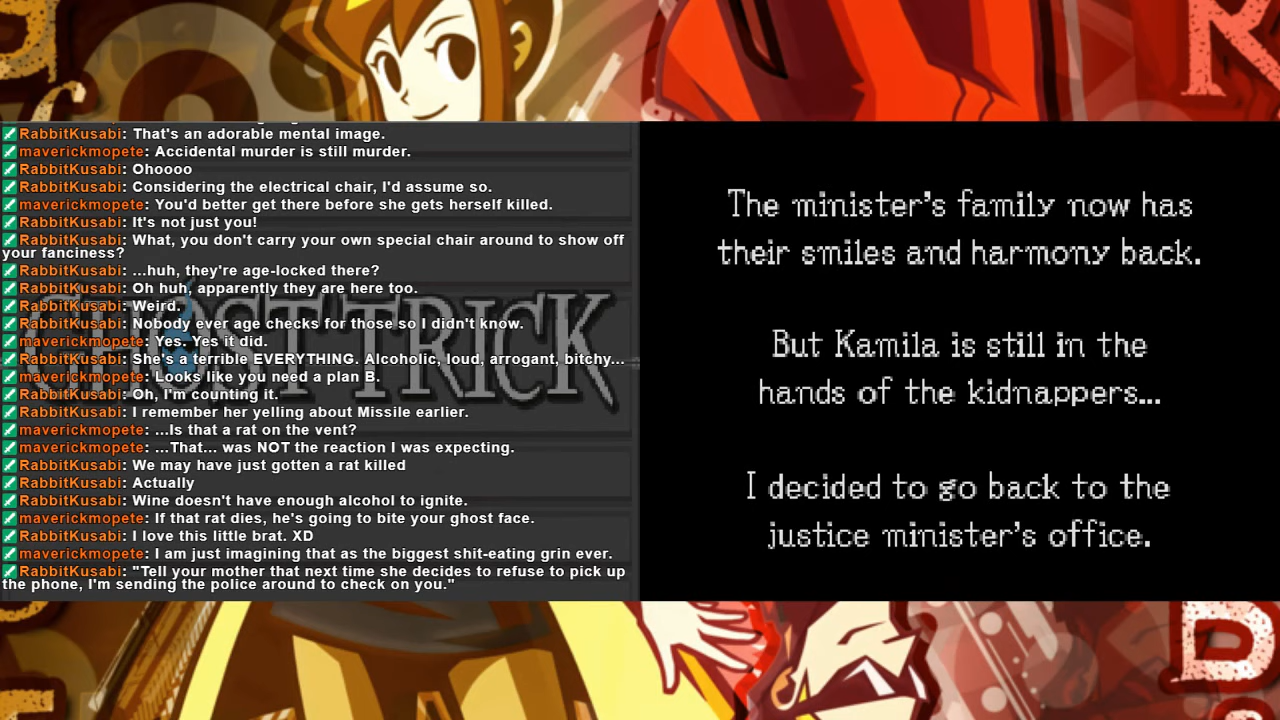 RabbitKusabi: That's an adorable mental image.
maverickmopete: Accidental murder is still murder.
RabbitKusabi: Ohoooo
RabbitKusabi: Considering the electrical chair, I'd assume so.
maverickmopete: You'd better get there before she gets herself killed.
RabbitKusabi: It's not just you!
RabbitKusabi: What, you don't carry your own special chair around to show off
your fanciness?
RabbitKusabi: ...huh, they're age-locked there?
RabbitKusabi: Oh huh, apparently they are here too.
RabbitKusabi: Weird.
RabbitKusabi: Nobody ever age checks for those so I didn't know.
maverickmopete: Yes. Yes it did.
RabbitKusabi: She's a terrible EVERYTHING. Alcoholic, loud, arrogant, bitchy...
maverickmopete: Looks like you need a plan B.
RabbitKusabi: Oh, I'm counting it.
RabbitKusabi: I remember her yelling about Missile earlier.
maverickmopete: ...Is that a rat on the vent?
maverickmopete: ...That... was NOT the reaction I was expecting.
RabbitKusabi: We may have just gotten a rat killed
RabbitKusabi: Actually
RabbitKusabi: Wine doesn't have enough alcohol to ignite.
maverickmopete: If that rat dies, he's going to bite your ghost face.
RabbitKusabi: I love this little brat. XD
maverickmopete: I am just imagining that as the biggest shit-eating grin ever.
RabbitKusabi: "Tell your mother that next time she decides to refuse to pick up
the phone, I'm sending the police around to check on you."
GHOST TRICK
The minister's family now has
their smiles and harmony back.
But Kamila is still in the
hands of the kidnappers...
I decided to go back to the
justice minister's office.
R
D